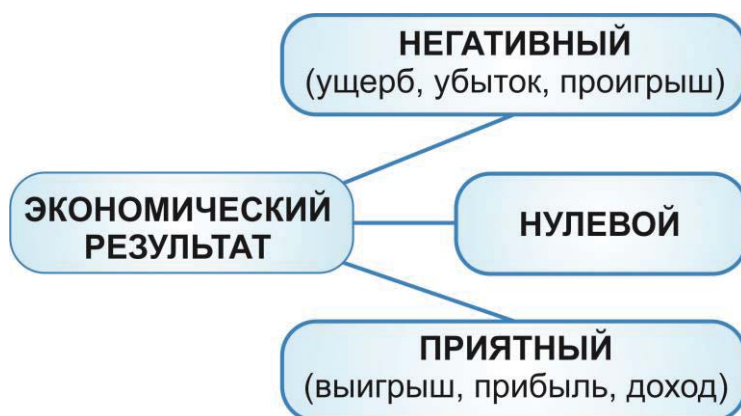 НЕГАТИВНЫЙ
(ущерб, убыток, проигрыш)
ЭКОНОМИЧЕСКИЙ
РЕЗУЛЬТАТ
НУЛЕВОЙ
ПРИЯТНЫЙ
(выигрыш, прибыль, доход)